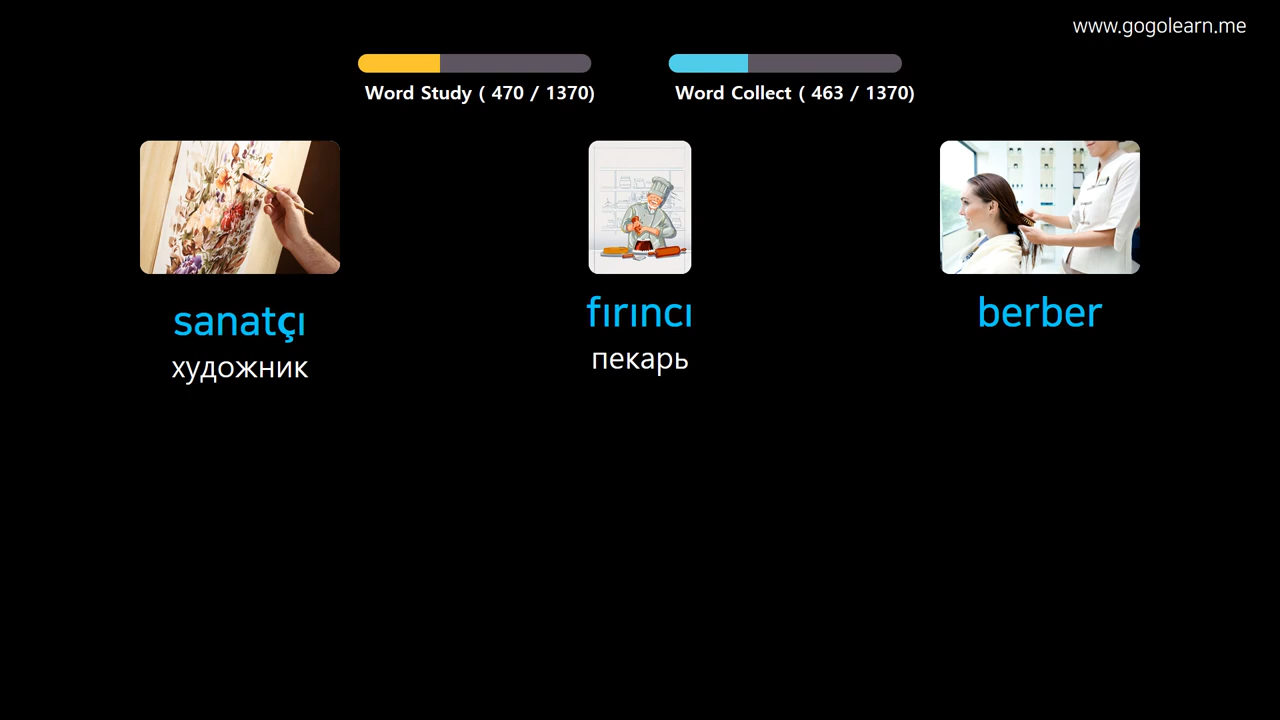 www.gogolearn.me
Word Study ( 470 / 1370)
Word Collect ( 463 / 1370)
sanatçı
художник
fırıncı
пекарь
berber